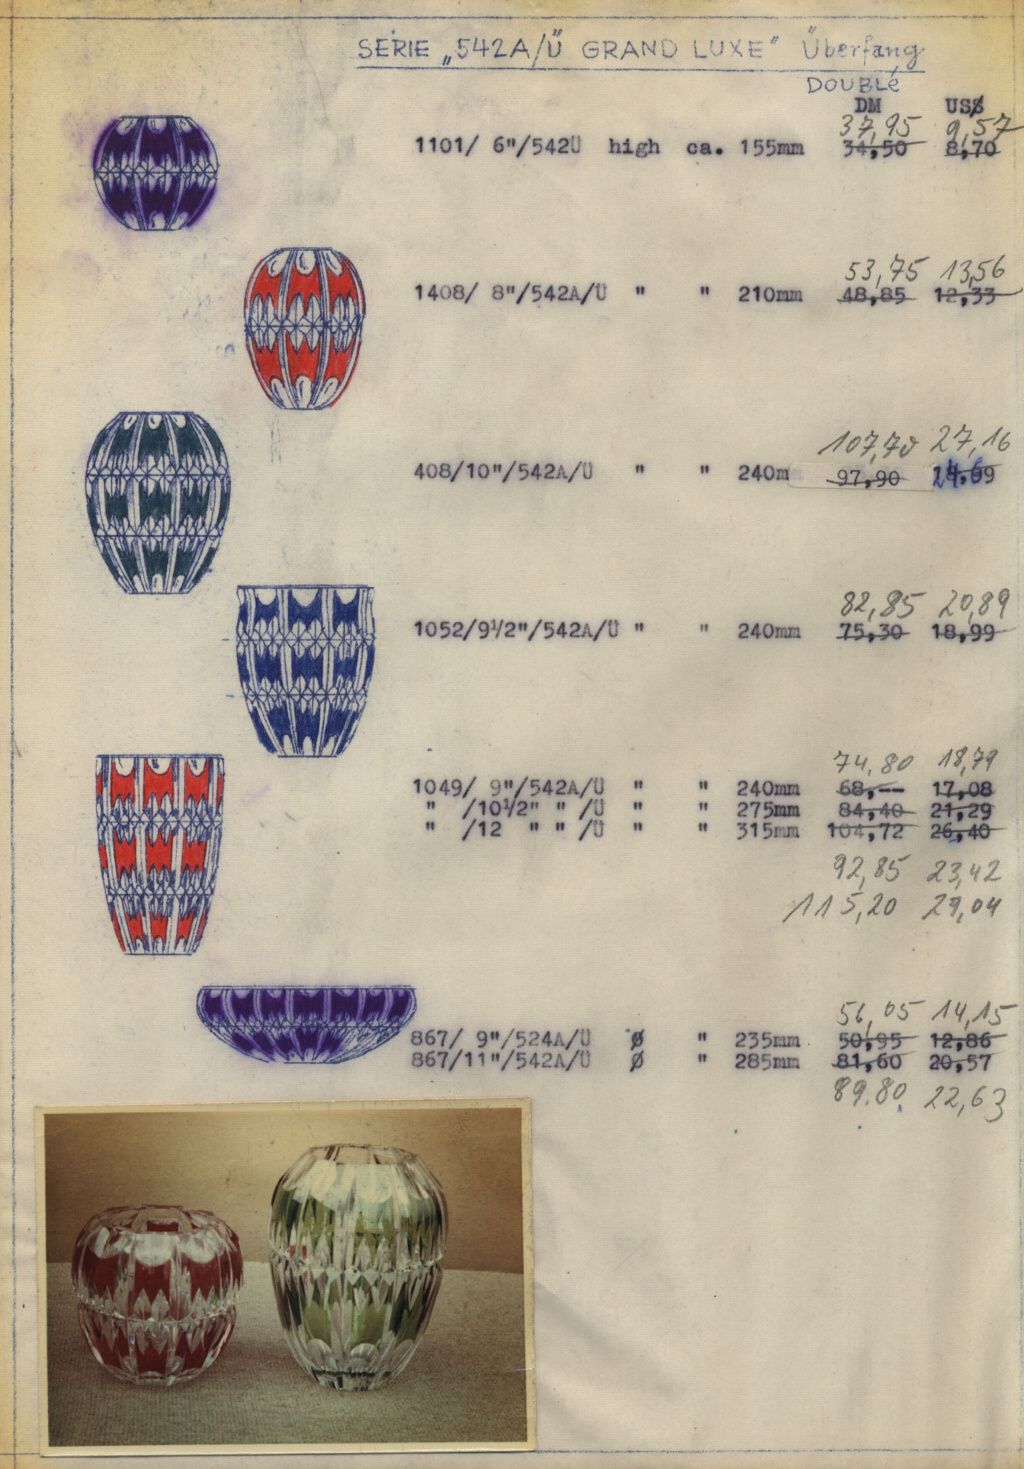 SERIE „542A/Ü GRAND LUXE" Überfang
DOUBLé
DM US$
37,95 9,57
1101/ 6"/542Ü high ca. 155mm 34,50 8,70
53,75 13,56
1408/ 8"/542A/Ü " " 210mm 48,85 12,33
107,70 27,16
408/10"/542A/Ü " " 240m 97,90 24,69
82,85 20,89
1052/9½"/542A/Ü " " 240mm 75,30 18,99
74,80 18,79
1049/ 9"/542A/Ü " " 240mm 68,-- 17,08
" /10½" " /Ü " " 275mm 84,40 21,29
" /12 " " /Ü " " 315mm 104,72 26,40
92,85 23,42
115,20 29,04
56,05 14,15
867/ 9"/524A/Ü Ø " 235mm 50,95 12,86
867/11"/542A/Ü Ø " 285mm 81,60 20,57
89.80 22,63